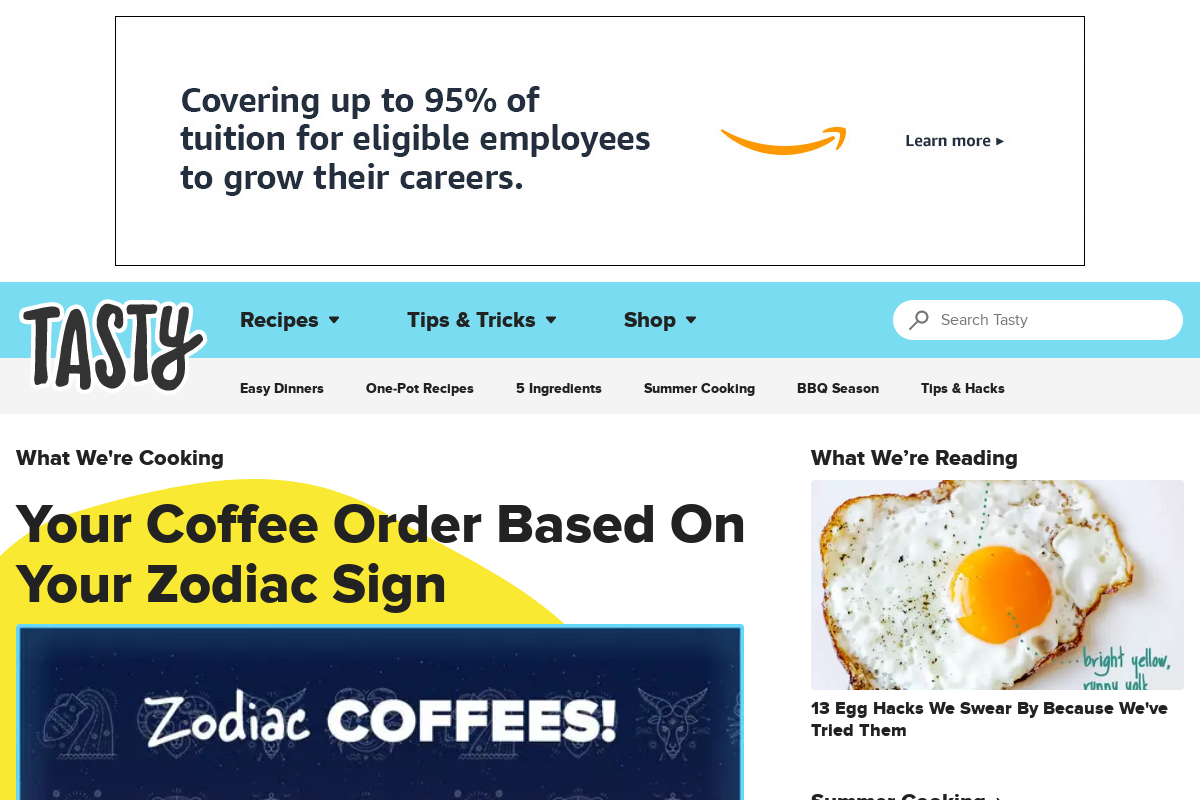 Covering up to 95% of
tuition for eligible employees
to grow their careers.
Learn more ▸
TASTY
Recipes
Tips & Tricks
Shop
Search Tasty
Easy Dinners
One-Pot Recipes
5 Ingredients
Summer Cooking
BBQ Season
Tips & Hacks
What We're Cooking
Your Coffee Order Based On
Your Zodiac Sign
Zodiac COFFEES!
What We’re Reading
bright yellow,
runny yolk
13 Egg Hacks We Swear By Because We've
Tried Them
Summer Cooking